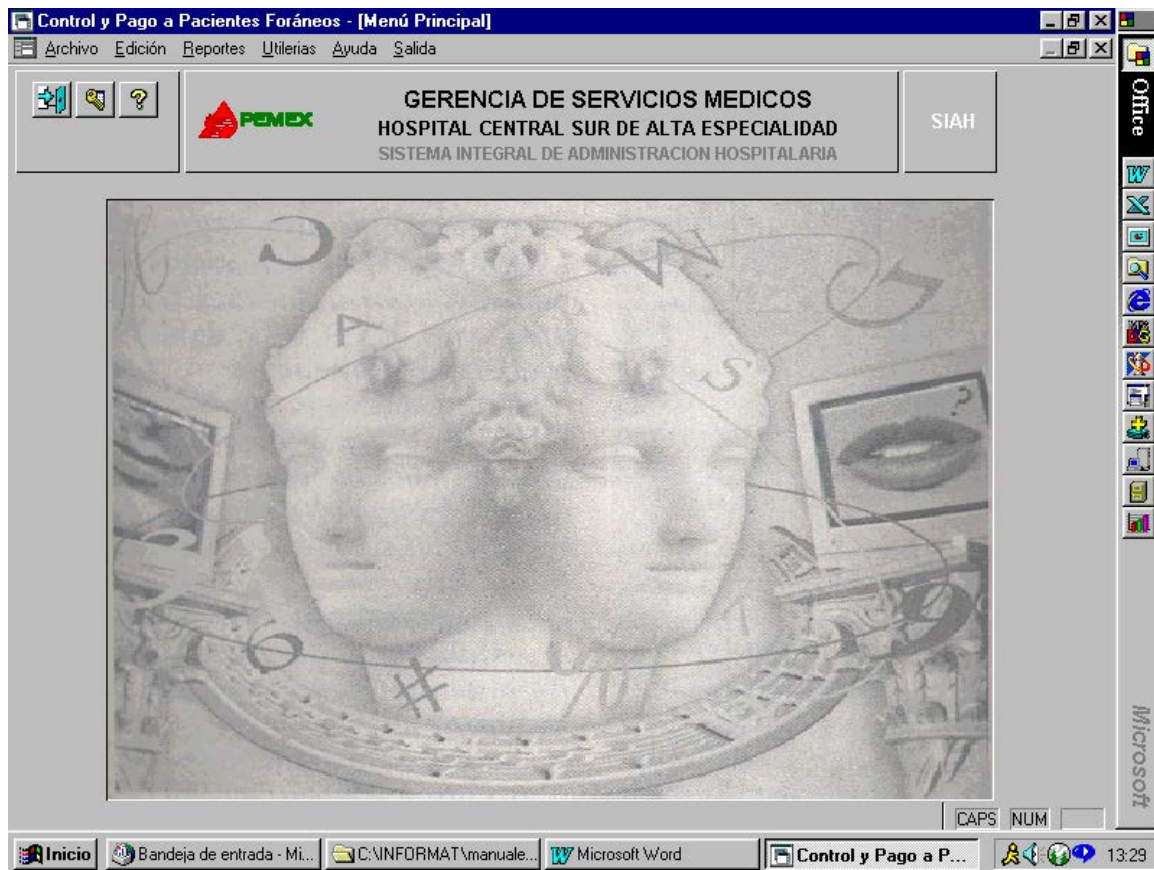 Control y Pago a Pacientes Foráneos - [Menú Principal]
Archivo Edición Reportes Utilerias Ayuda Salida
PEMEX
GERENCIA DE SERVICIOS MEDICOS
HOSPITAL CENTRAL SUR DE ALTA ESPECIALIDAD
SISTEMA INTEGRAL DE ADMINISTRACION HOSPITALARIA
SIAH
Office
C W G
A
S
?
6 # % 9
Microsoft
CAPS NUM
Inicio Bandeja de entrada - Mi... C:\INFORMAT\manuale... Microsoft Word Control y Pago a P... 13:29